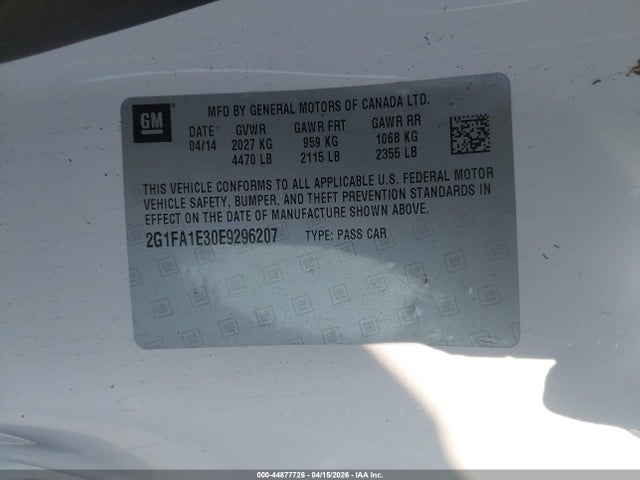 GM
MFD BY GENERAL MOTORS OF CANADA LTD.
DATE GVWR GAWR FRT GAWR RR
04/14 2027 KG 959 KG 1068 KG
4470 LB 2115 LB 2355 LB
THIS VEHICLE CONFORMS TO ALL APPLICABLE U.S. FEDERAL MOTOR
VEHICLE SAFETY, BUMPER, AND THEFT PREVENTION STANDARDS IN
EFFECT ON THE DATE OF MANUFACTURE SHOWN ABOVE.
2G1FA1E30E9296207 TYPE: PASS CAR
000-44877726 - 04/15/2026 - IAA Inc.